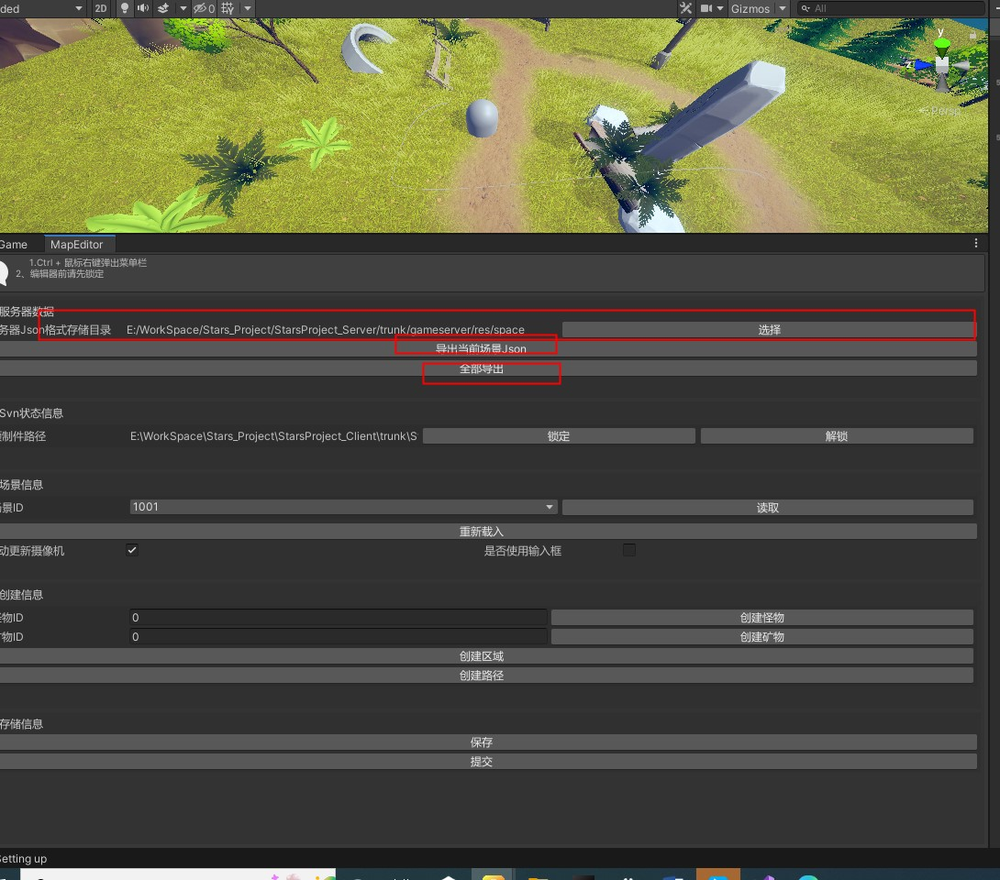 ded 2D 0 Gizmos All
y
z
Persp
Game MapEditor
1.Ctrl + 鼠标右键弹出菜单栏
2、编辑器前请先锁定
服务器数据
务器Json格式存储目录 E:/WorkSpace/Stars_Project/StarsProject_Server/trunk/gameserver/res/space 选择
导出当前场景Json
全部导出
Svn状态信息
制件路径 E:\WorkSpace\Stars_Project\StarsProject_Client\trunk\S 锁定 解锁
场景信息
景ID 1001 读取
重新载入
动更新摄像机 是否使用输入框
创建信息
物ID 0 创建怪物
物ID 0 创建矿物
创建区域
创建路径
存储信息
保存
提交
Setting up